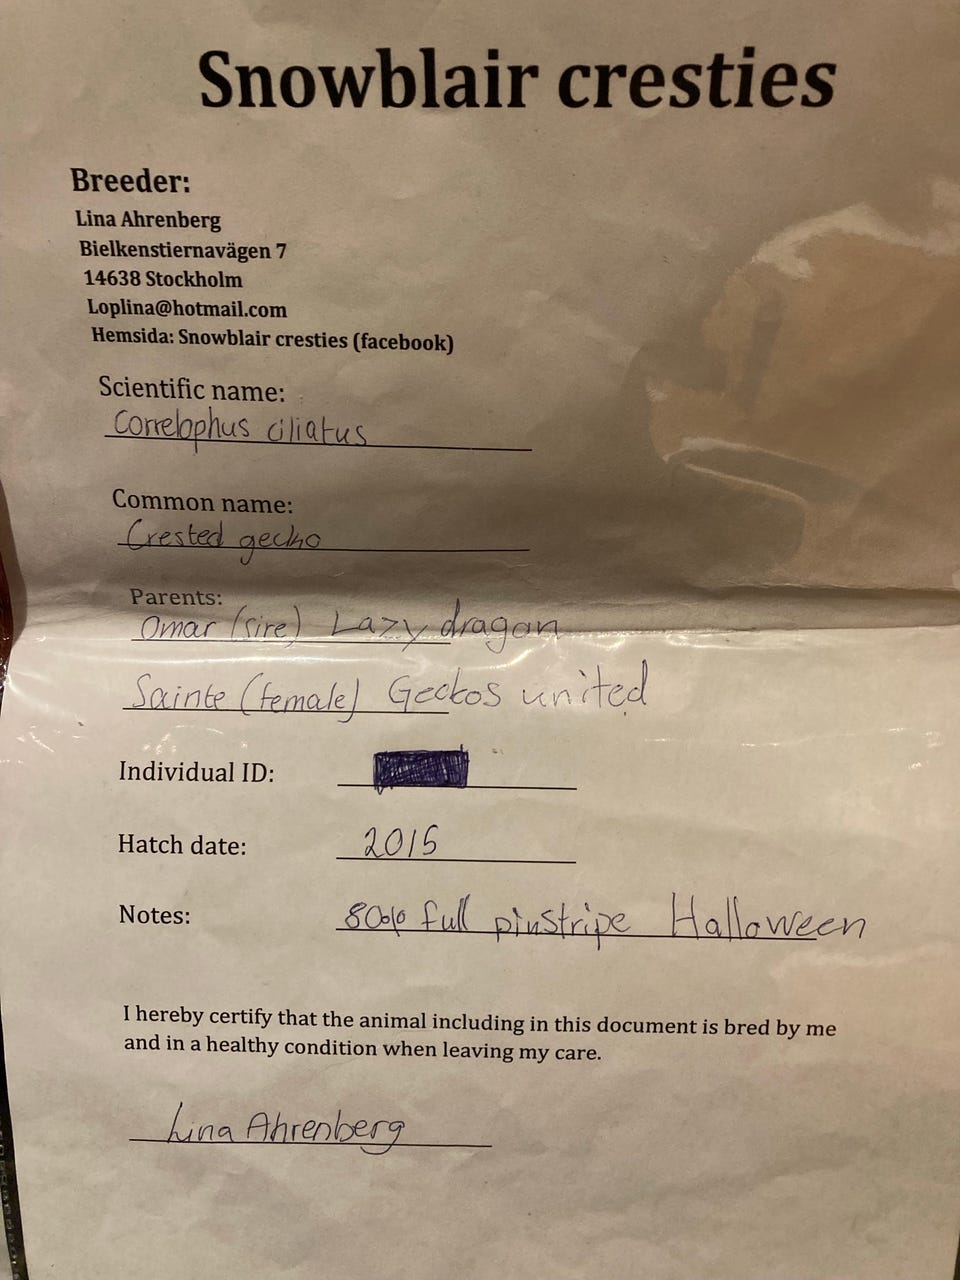 Snowblair cresties
Breeder:
Lina Ahrenberg
Bielkenstiernavägen 7
14638 Stockholm
Loplina@hotmail.com
Hemsida: Snowblair cresties (facebook)
Scientific name:
Correlophus ciliatus
Common name:
Crested gecko
Parents:
Omar (sire) Lazy dragon
Sainte (female) Geckos united
Individual ID:
Hatch date: 2015
Notes: 80% full pinstripe Halloween
I hereby certify that the animal including in this document is bred by me
and in a healthy condition when leaving my care.
Lina Ahrenberg